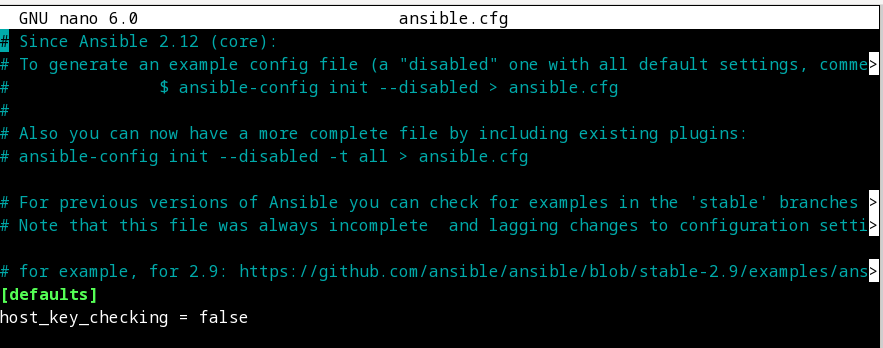 GNU nano 6.0 ansible.cfg
# Since Ansible 2.12 (core):
# To generate an example config file (a "disabled" one with all default settings, comme>
# $ ansible-config init --disabled > ansible.cfg
#
# Also you can now have a more complete file by including existing plugins:
# ansible-config init --disabled -t all > ansible.cfg
# For previous versions of Ansible you can check for examples in the 'stable' branches >
# Note that this file was always incomplete  and lagging changes to configuration setti>
# for example, for 2.9: https://github.com/ansible/ansible/blob/stable-2.9/examples/ans>
[defaults]
host_key_checking = false